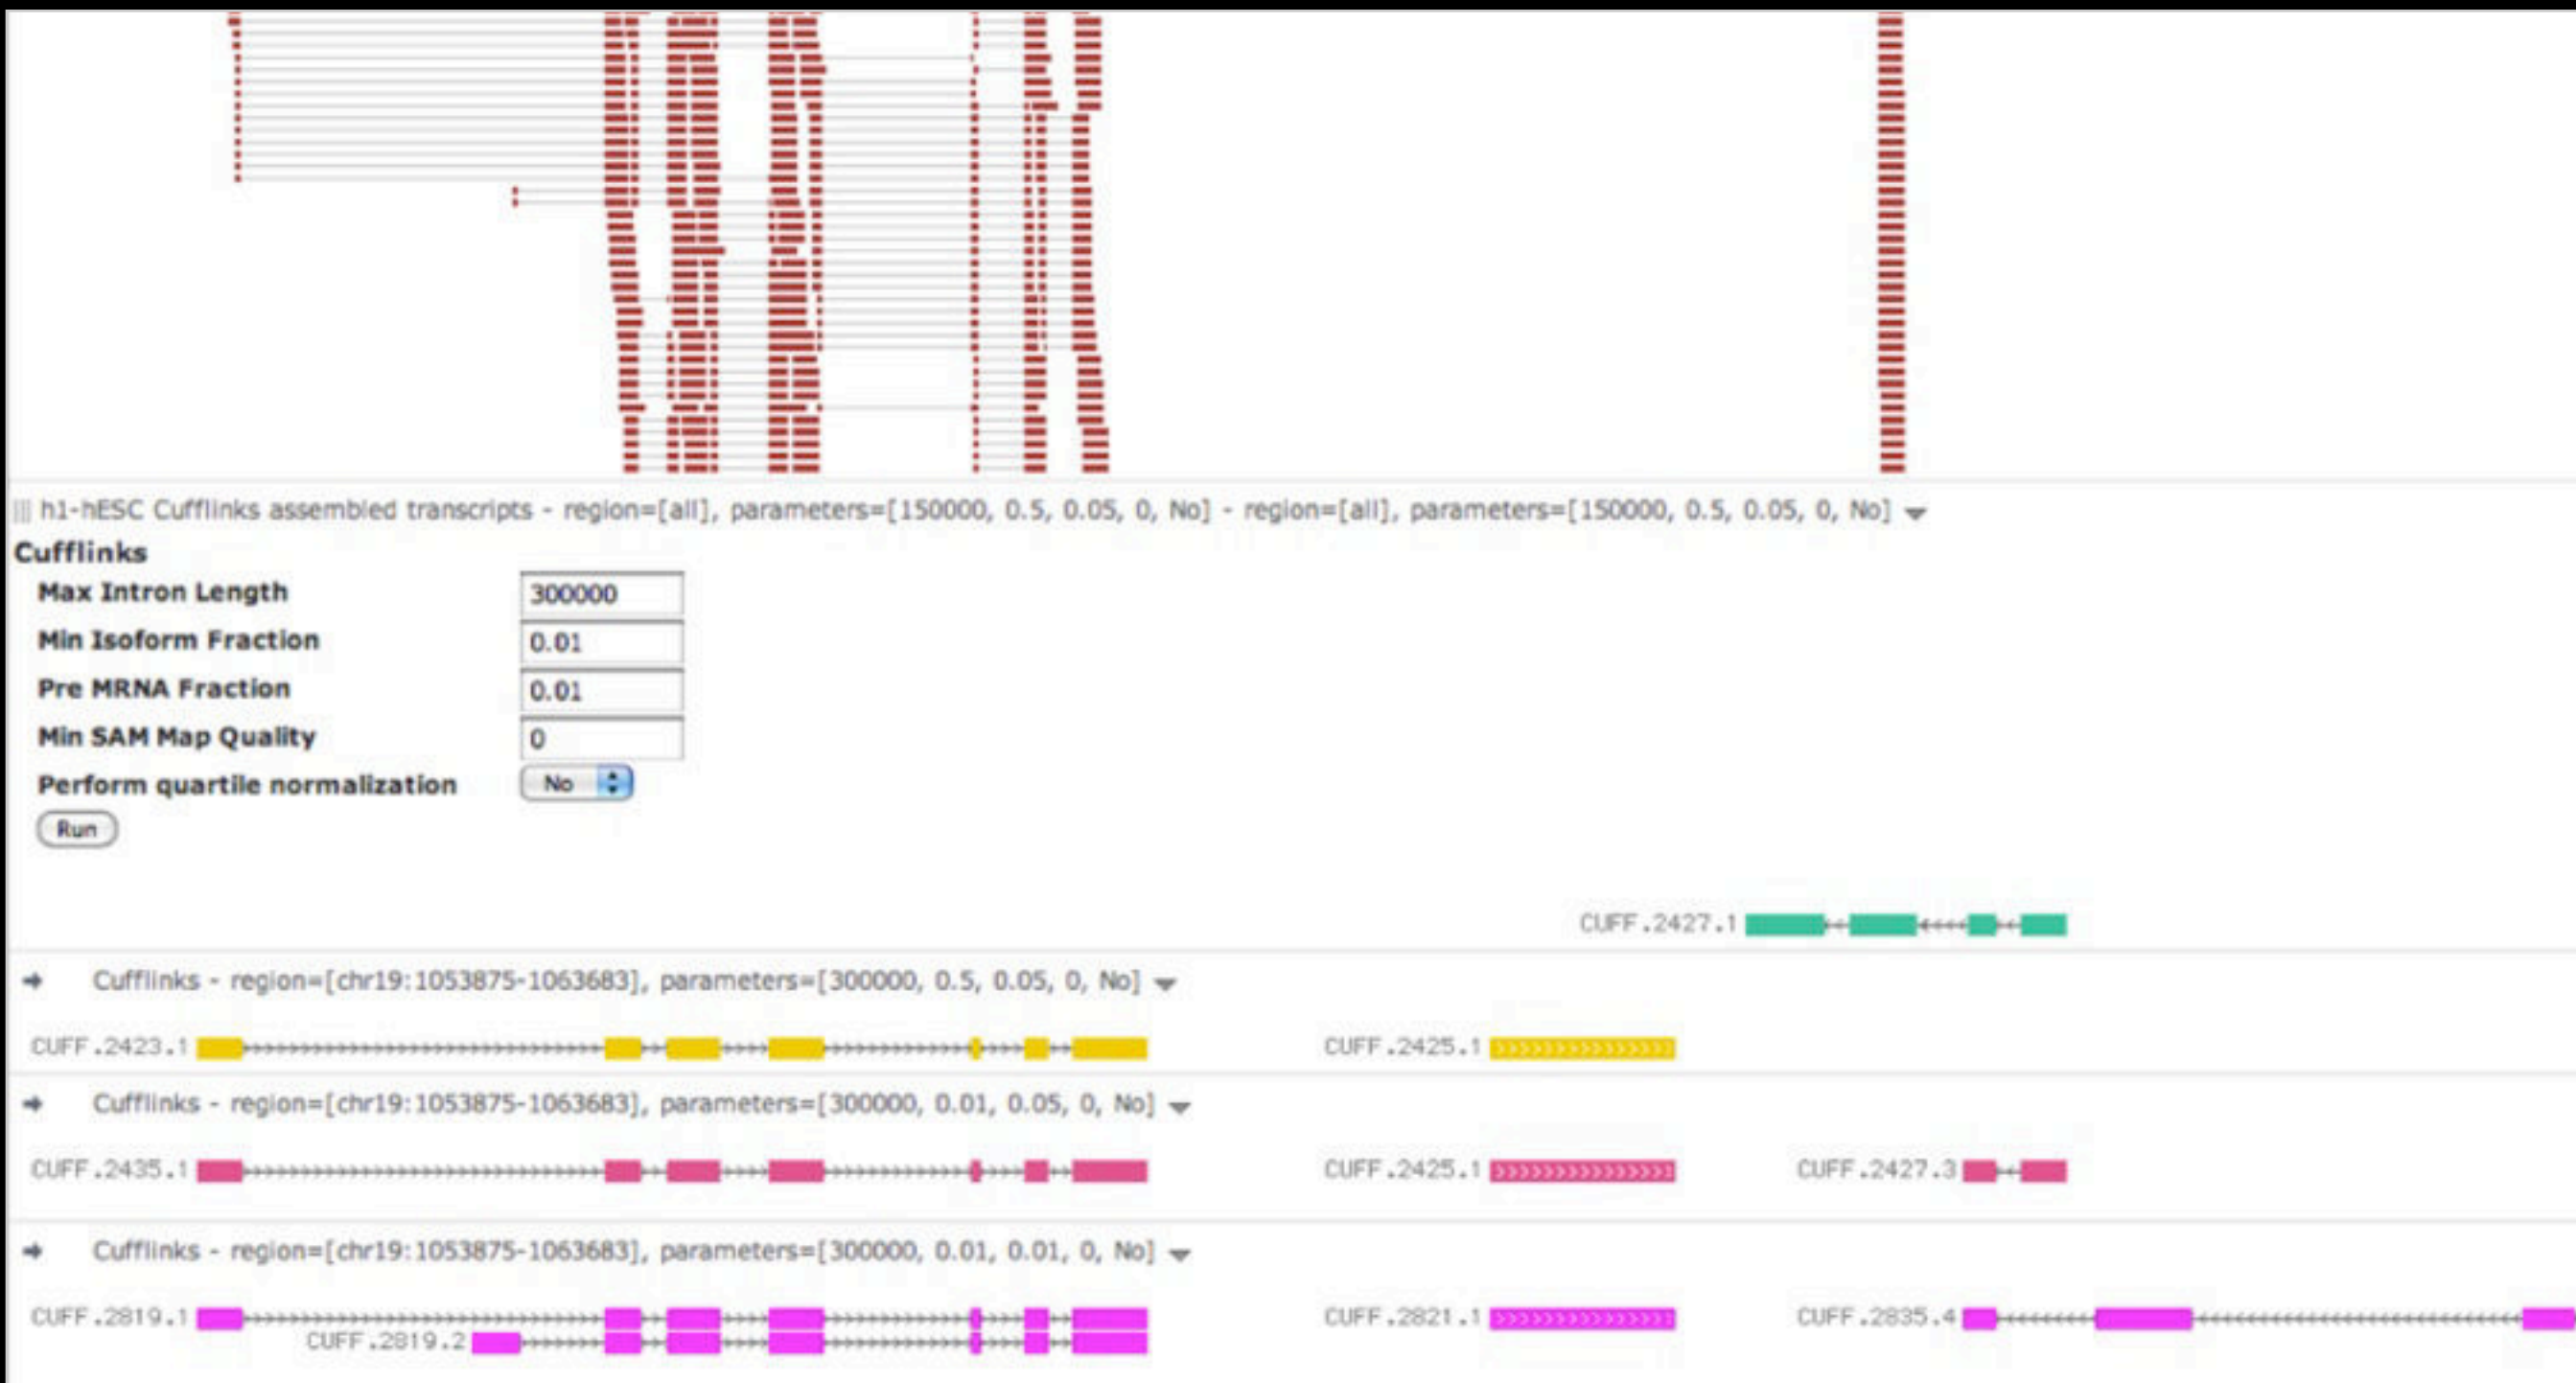 h1-hESC Cufflinks assembled transcripts - region=[all], parameters=[150000, 0.5, 0.05, 0, No] - region=[all], parameters=[150000, 0.5, 0.05, 0, No]
Cufflinks
Max Intron Length 300000
Min Isoform Fraction 0.01
Pre MRNA Fraction 0.01
Min SAM Map Quality 0
Perform quartile normalization No
Run
CUFF.2427.1
Cufflinks - region=[chr19:1053875-1063683], parameters=[300000, 0.5, 0.05, 0, No]
CUFF.2423.1 CUFF.2425.1
Cufflinks - region=[chr19:1053875-1063683], parameters=[300000, 0.01, 0.05, 0, No]
CUFF.2435.1 CUFF.2425.1 CUFF.2427.3
Cufflinks - region=[chr19:1053875-1063683], parameters=[300000, 0.01, 0.01, 0, No]
CUFF.2819.1 CUFF.2821.1 CUFF.2835.4
CUFF.2819.2